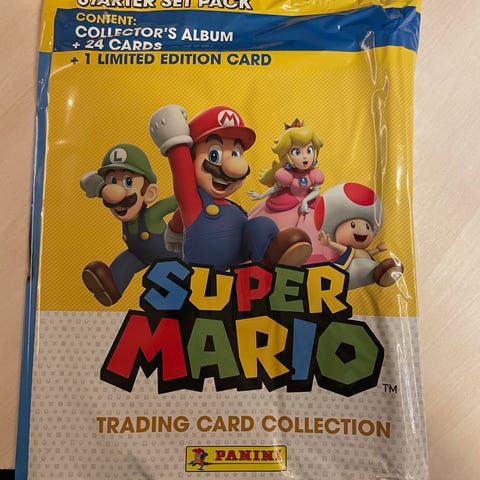 STARTER SET PACK
CONTENT:
COLLECTOR'S ALBUM
+ 24 CARDS
+ 1 LIMITED EDITION CARD
L
M
SUPER
MARIO
TM
TRADING CARD COLLECTION
PANINI